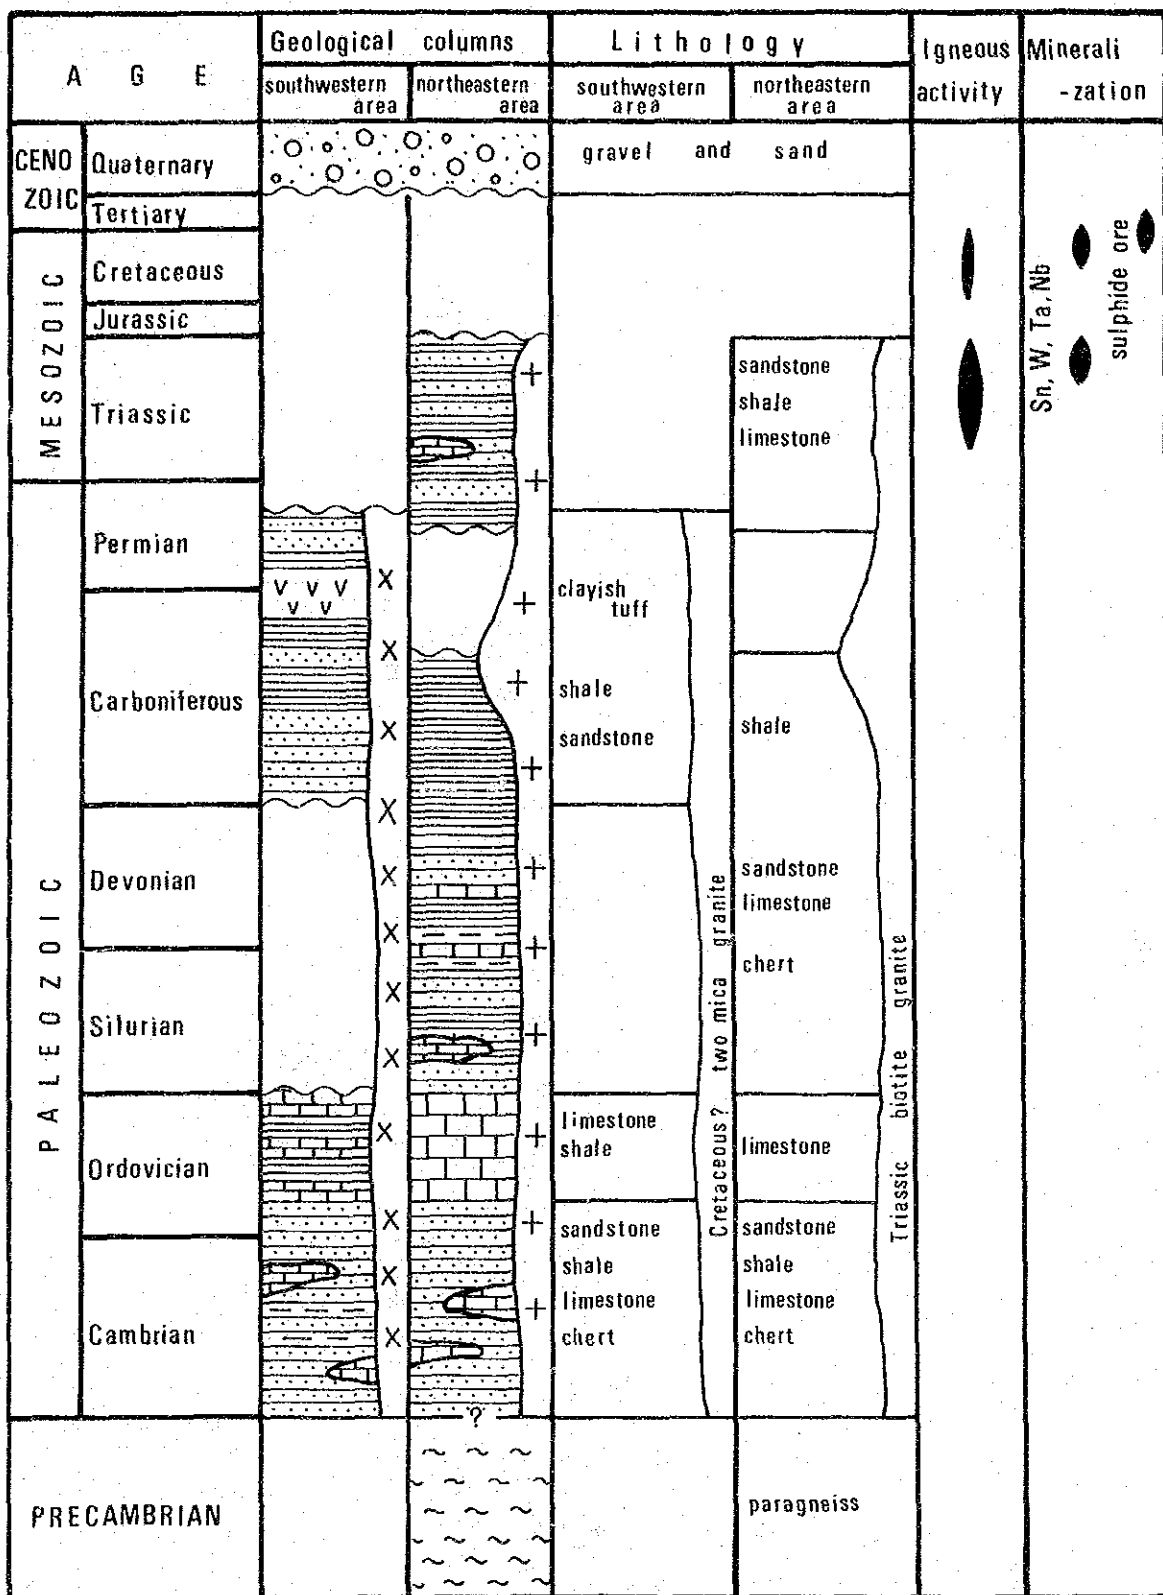 AGE
Geological columns
Lithology
Igneous activity
Minerali-zation
southwestern area
northeastern area
southwestern area
northeastern area
CENOZOIC
Quaternary
gravel and sand
Tertiary
MESOZOIC
Cretaceous
Jurassic
Triassic
sandstone
shale
limestone
Sn, W, Ta, Nb
sulphide ore
PALEOZOIC
Permian
clayish
tuff
Carboniferous
shale
sandstone
shale
Devonian
sandstone
limestone
chert
Silurian
Ordovician
limestone
shale
limestone
Cambrian
sandstone
shale
limestone
chert
sandstone
shale
limestone
chert
Cretaceous? two mica granite
Triassic biotite granite
?
PRECAMBRIAN
paragneiss